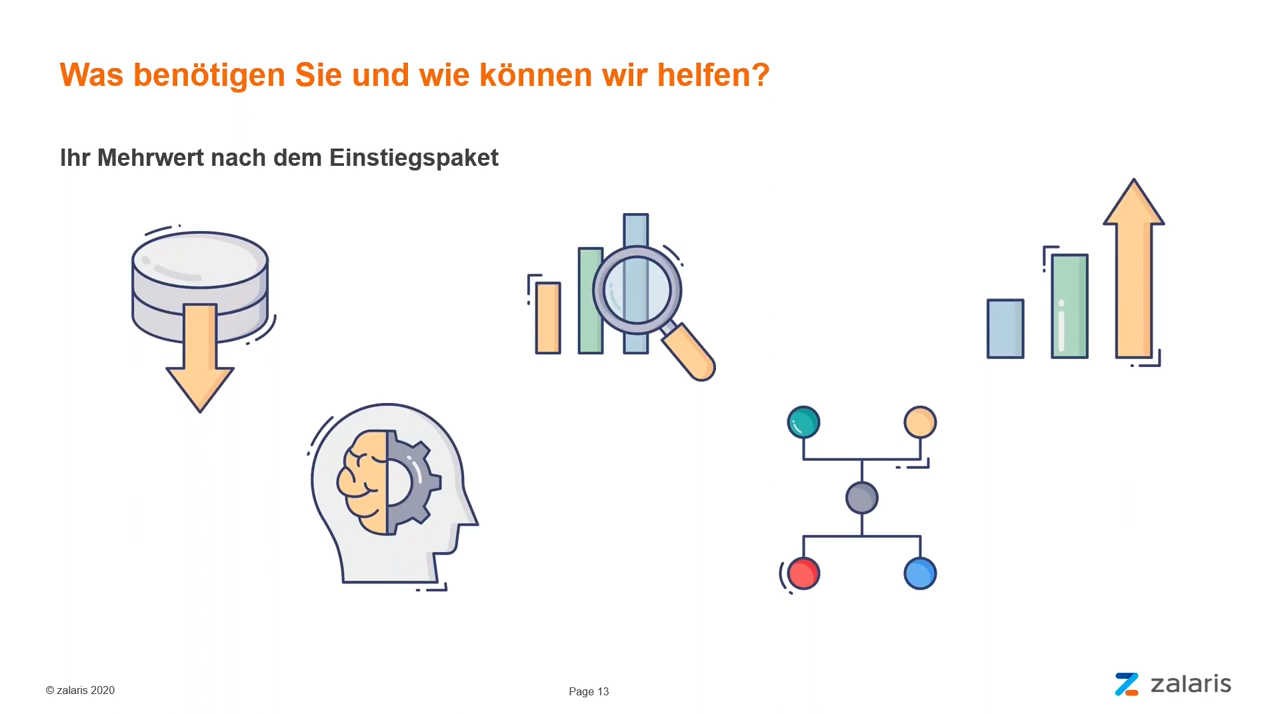 Was benötigen Sie und wie können wir helfen?
Ihr Mehrwert nach dem Einstiegspaket
© zalaris 2020
Page 13
zalaris